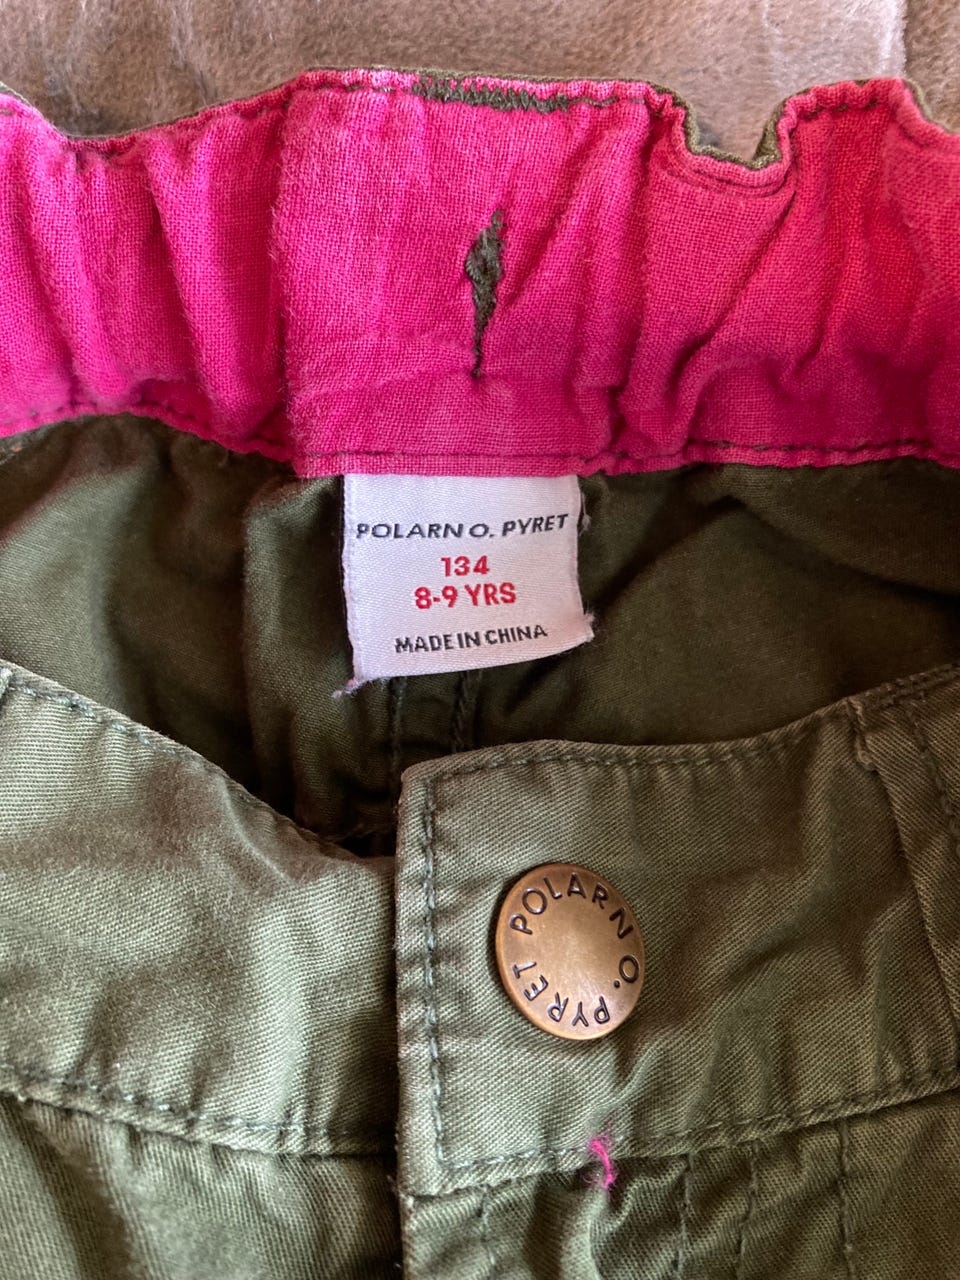 POLARN O. PYRET
134
8-9 YRS
MADE IN CHINA
POLARN O. PYRET